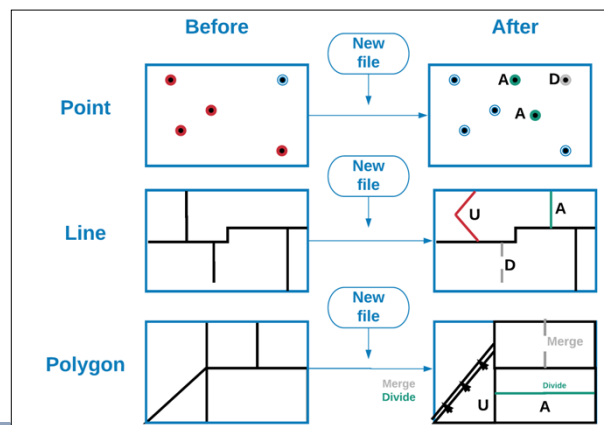 Before
After
New
file
Point
A
D
A
New
file
Line
U
A
D
New
file
Polygon
Merge
Divide
Merge
Divide
U
A